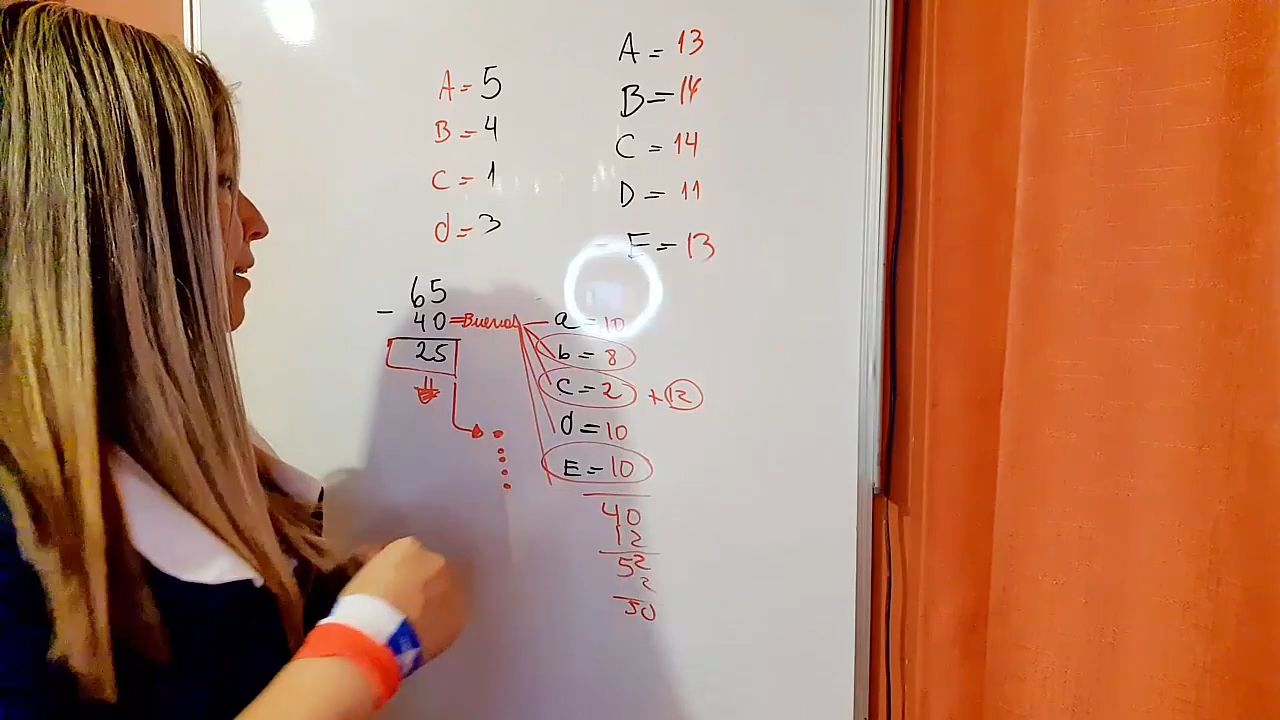 A = 5
B = 4
C = 1
d = 3
A = 13
B = 14
C = 14
D = 11
E = 13
65
- 40 = Buenas
25
a = 10
b = 8
C = 2 + 12
d = 10
E = 10
40
12
52
2
50